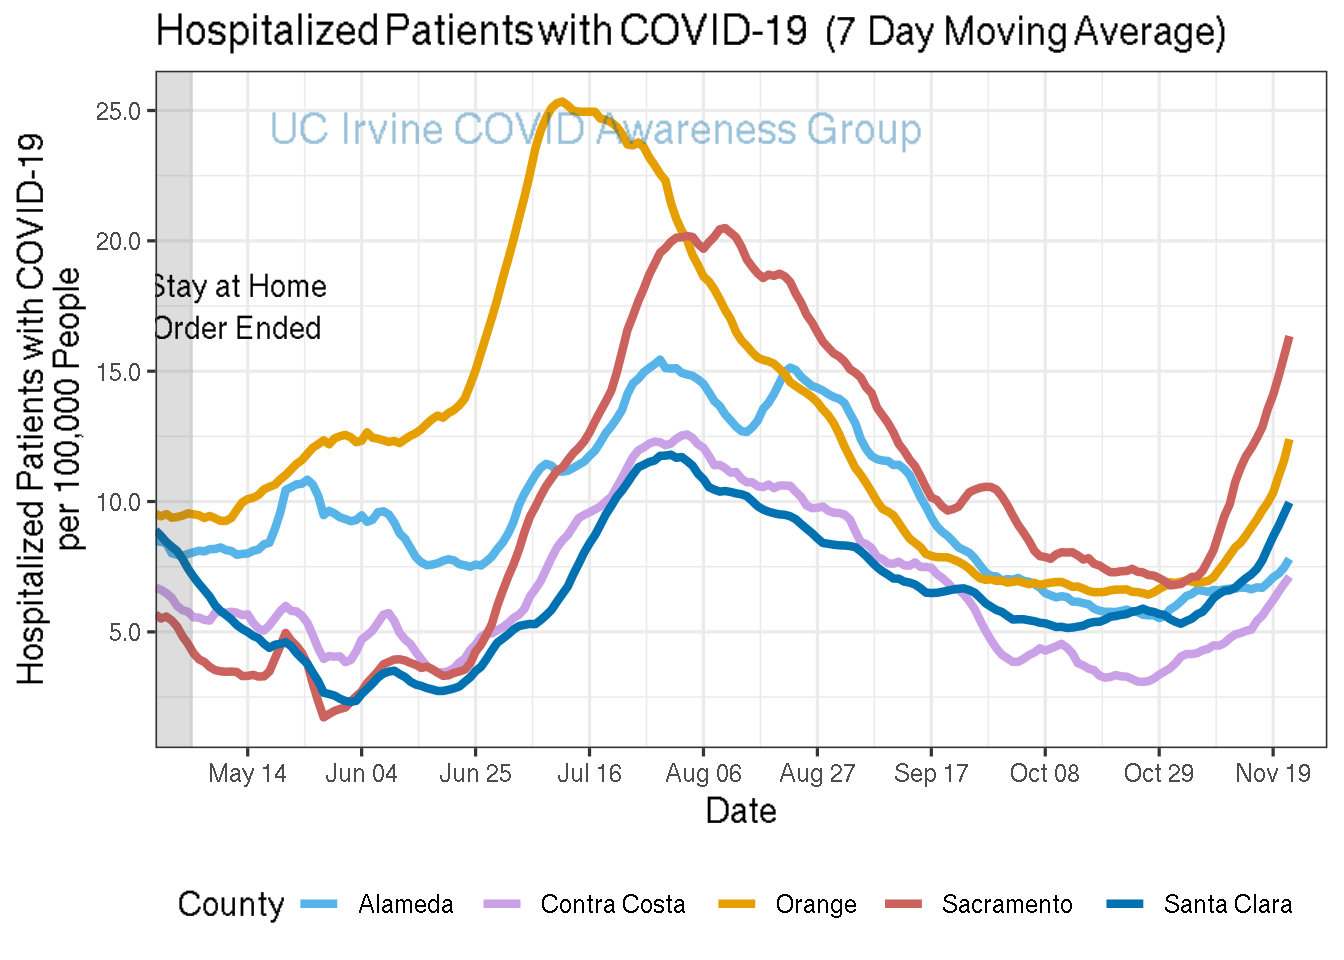 Hospitalized Patients with COVID-19 (7 Day Moving Average)
Hospitalized Patients with COVID-19
per 100,000 People
25.0
20.0
15.0
10.0
5.0
UC Irvine COVID Awareness Group
Stay at Home
Order Ended
May 14 Jun 04 Jun 25 Jul 16 Aug 06 Aug 27 Sep 17 Oct 08 Oct 29 Nov 19
Date
County Alameda Contra Costa Orange Sacramento Santa Clara